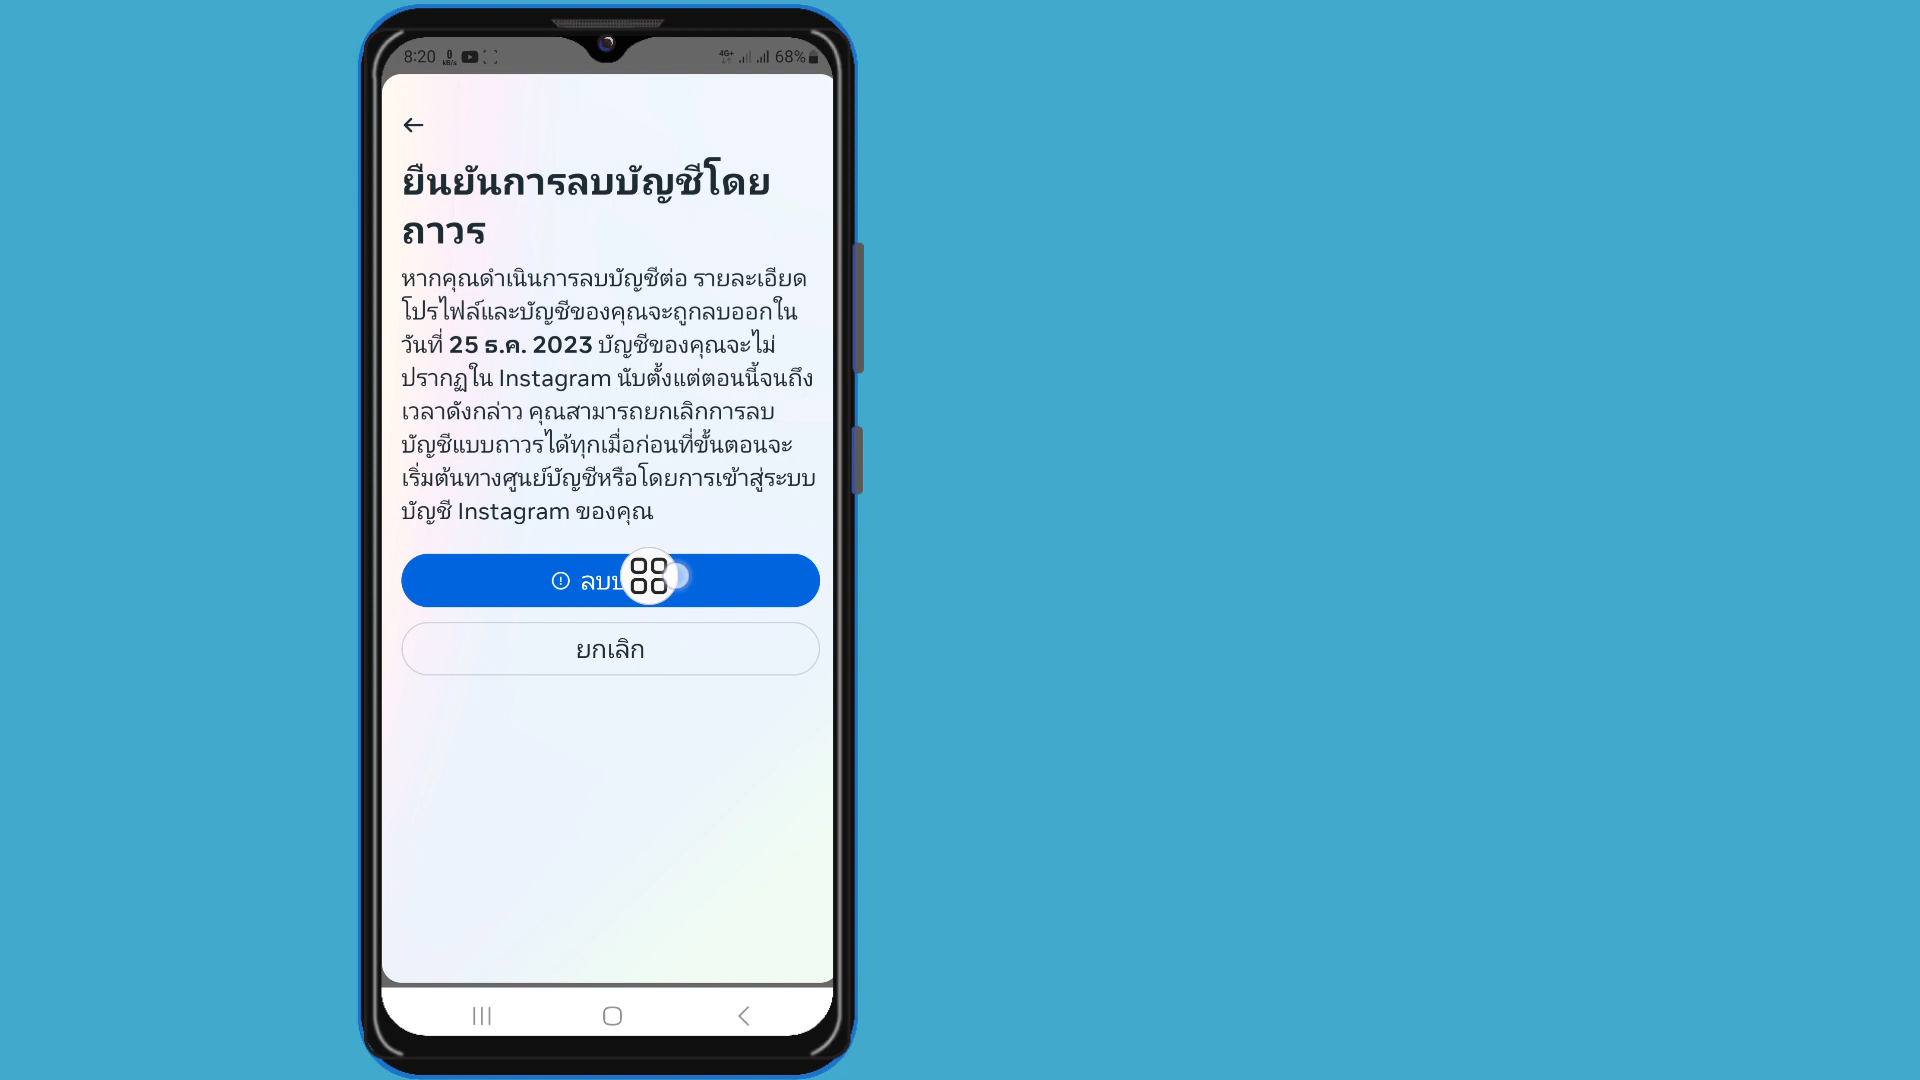 8:20 0 kB/s 4G+ 68%
ยืนยันการลบบัญชีโดย
ถาวร
หากคุณดำเนินการลบบัญชีต่อ รายละเอียด
โปรไฟล์และบัญชีของคุณจะถูกลบออกใน
วันที่ 25 ธ.ค. 2023 บัญชีของคุณจะไม่
ปรากฏใน Instagram นับตั้งแต่ตอนนี้จนถึง
เวลาดังกล่าว คุณสามารถยกเลิกการลบ
บัญชีแบบถาวรได้ทุกเมื่อก่อนที่ขั้นตอนจะ
เริ่มต้นทางศูนย์บัญชีหรือโดยการเข้าสู่ระบบ
บัญชี Instagram ของคุณ
ลบ
ยกเลิก